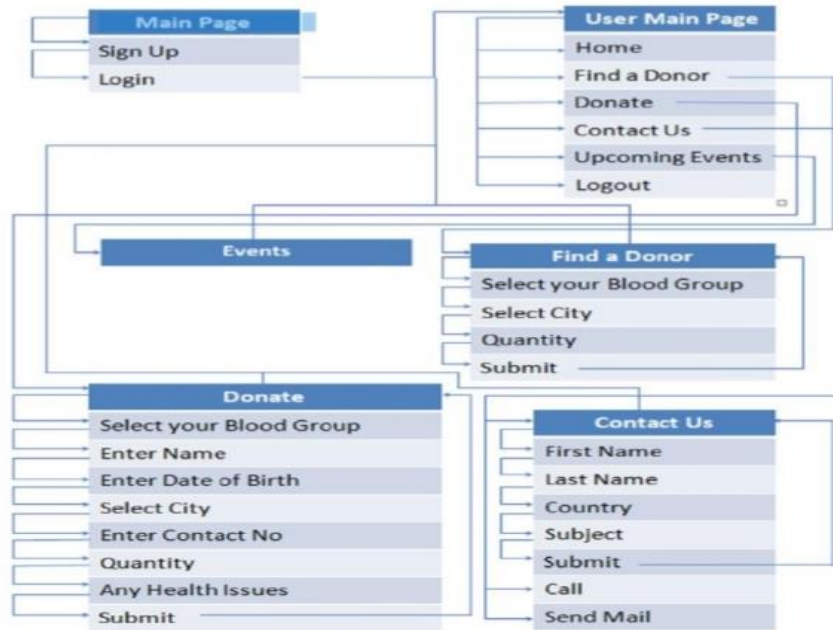 Main Page
Sign Up
Login
User Main Page
Home
Find a Donor
Donate
Contact Us
Upcoming Events
Logout
Events
Find a Donor
Select your Blood Group
Select City
Quantity
Submit
Donate
Select your Blood Group
Enter Name
Enter Date of Birth
Select City
Enter Contact No
Quantity
Any Health Issues
Submit
Contact Us
First Name
Last Name
Country
Subject
Submit
Call
Send Mail